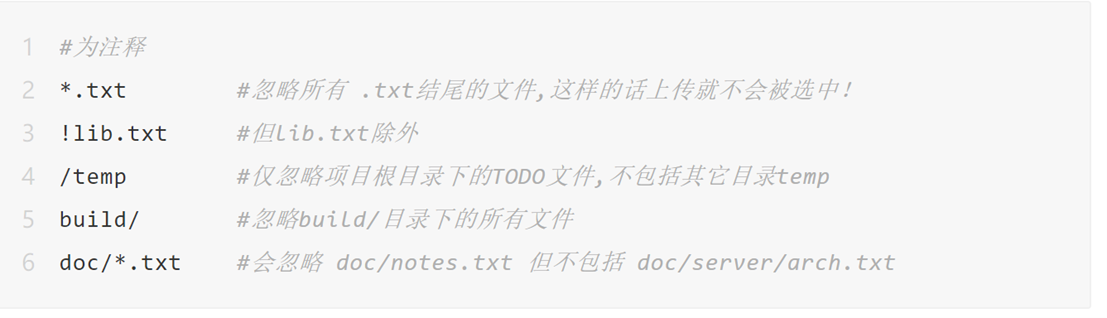 1 #为注释
2 *.txt #忽略所有 .txt结尾的文件,这样的话上传就不会被选中!
3 !lib.txt #但lib.txt除外
4 /temp #仅忽略项目根目录下的TODO文件,不包括其它目录temp
5 build/ #忽略build/目录下的所有文件
6 doc/*.txt #会忽略 doc/notes.txt 但不包括 doc/server/arch.txt